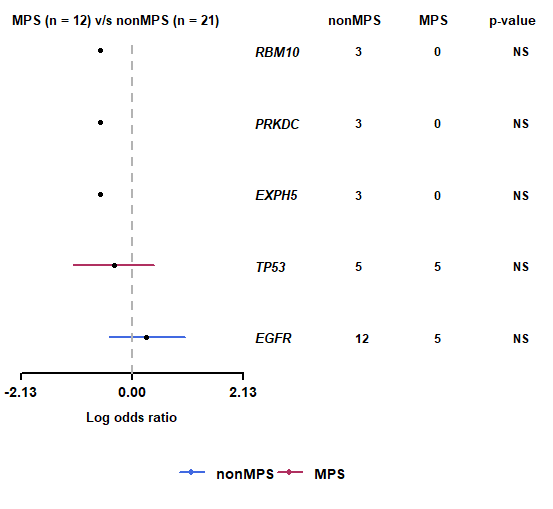 MPS (n = 12) v/s nonMPS (n = 21) nonMPS MPS p-value
RBM10 3 0 NS
PRKDC 3 0 NS
EXPH5 3 0 NS
TP53 5 5 NS
EGFR 12 5 NS
-2.13 0.00 2.13
Log odds ratio
nonMPS MPS